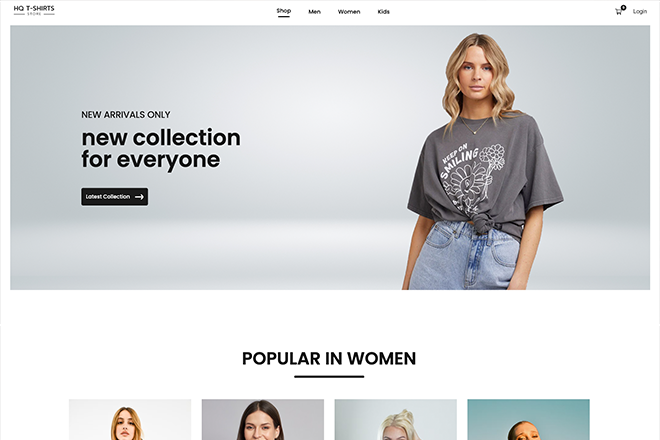 HQ T-SHIRTS
STORE
Shop
Men
Women
Kids
0
Login
NEW ARRIVALS ONLY
new collection
for everyone
Latest Collection
KEEP ON
SMILING
POPULAR IN WOMEN